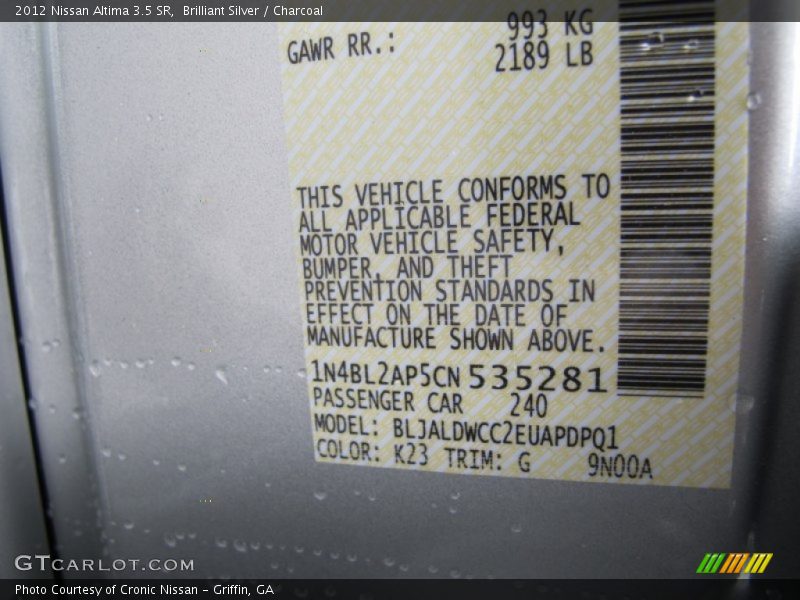 2012 Nissan Altima 3.5 SR, Brilliant Silver / Charcoal
993 KG
GAWR RR.: 2189 LB
THIS VEHICLE CONFORMS TO
ALL APPLICABLE FEDERAL
MOTOR VEHICLE SAFETY,
BUMPER, AND THEFT
PREVENTION STANDARDS IN
EFFECT ON THE DATE OF
MANUFACTURE SHOWN ABOVE.
1N4BL2AP5CN535281
PASSENGER CAR 240
MODEL: BLJALDWCC2EUAPDPQ1
COLOR: K23 TRIM: G 9N00A
GTCARLOT.COM
Photo Courtesy of Cronic Nissan - Griffin, GA